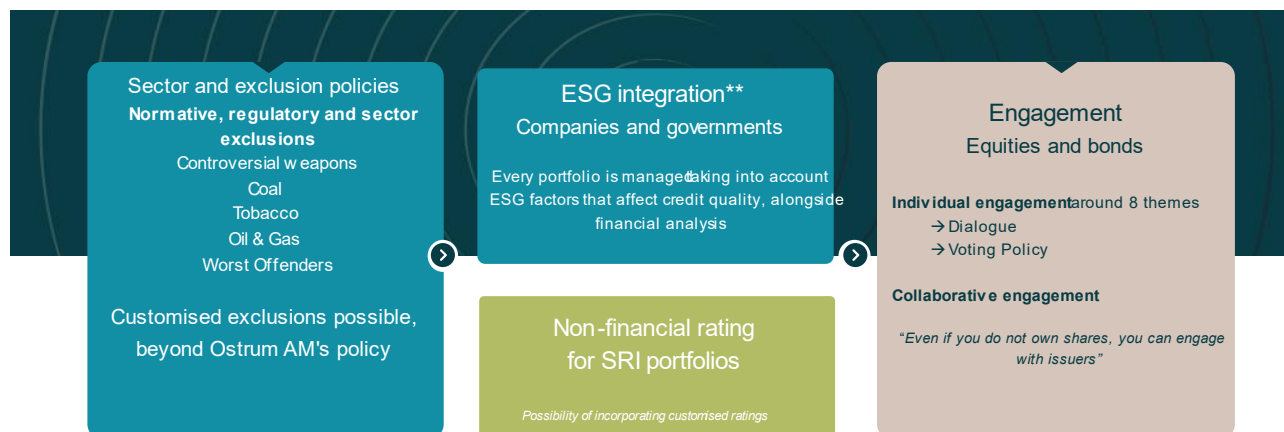 Sector and exclusion policies
Normative, regulatory and sector
exclusions
Controversial weapons
Coal
Tobacco
Oil & Gas
Worst Offenders
Customised exclusions possible,
beyond Ostrum AM's policy
ESG integration**
Companies and governments
Every portfolio is managed taking into account
ESG factors that affect credit quality, alongside
financial analysis
Non-financial rating
for SRI portfolios
Possibility of incorporating customised ratings
Engagement
Equities and bonds
Individual engagement around 8 themes
→ Dialogue
→ Voting Policy
Collaborative engagement
“Even if you do not own shares, you can engage
with issuers”